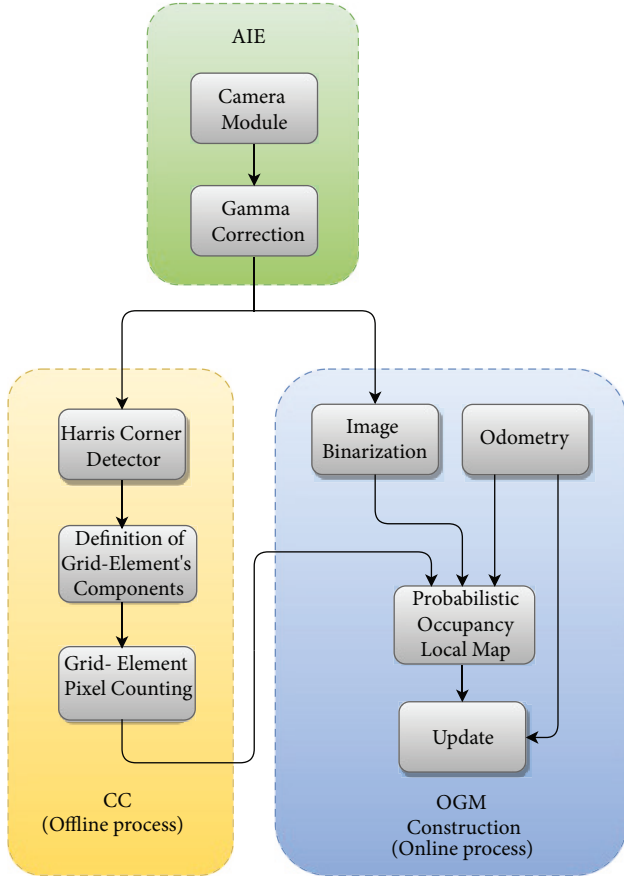 AIE
Camera
Module
Gamma
Correction
Harris Corner
Detector
Definition of
Grid-Element's
Components
Grid- Element
Pixel Counting
CC
(Offline process)
Image
Binarization
Odometry
Probabilistic
Occupancy
Local Map
Update
OGM
Construction
(Online process)